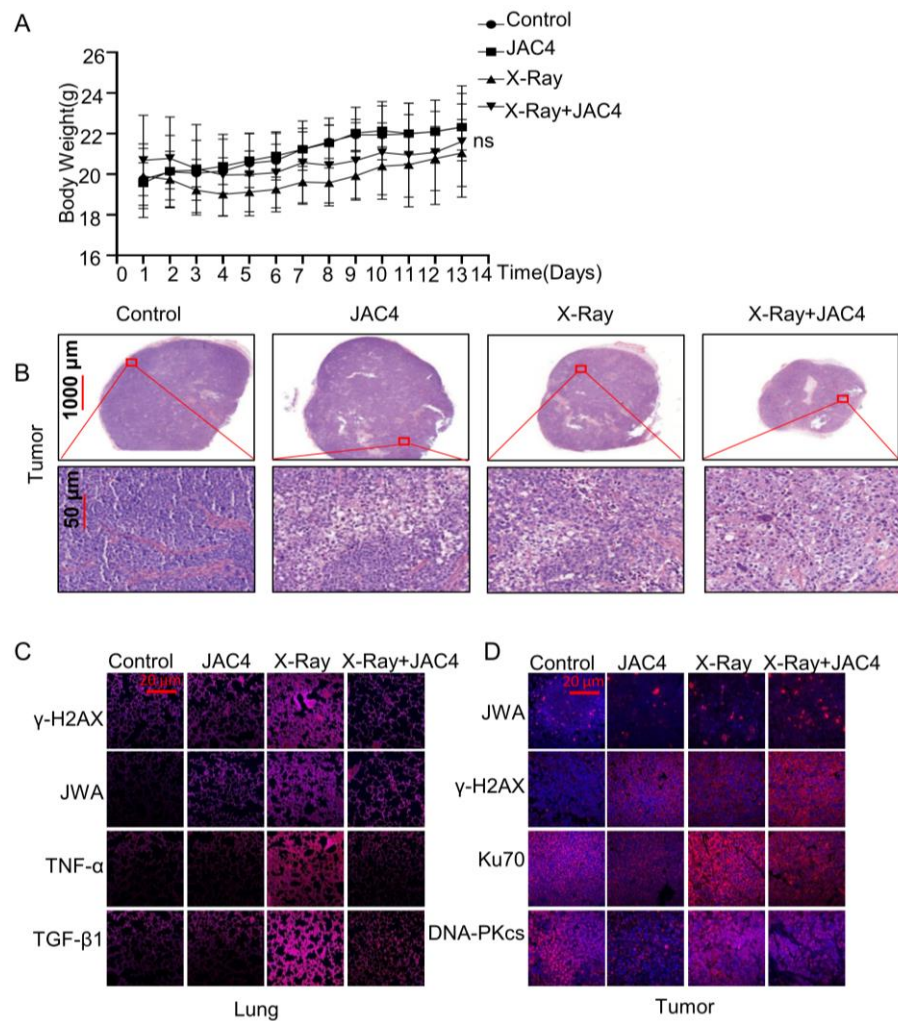 A
Control
JAC4
X-Ray
X-Ray+JAC4
ns
Body Weight(g)
26
24
22
20
18
16
0 1 2 3 4 5 6 7 8 9 10 11 12 13 14 Time(Days)
B
Control JAC4 X-Ray X-Ray+JAC4
1000 μm
50 μm
Tumor
C
Control JAC4 X-Ray X-Ray+JAC4
20 μm
γ-H2AX
JWA
TNF-α
TGF-β1
Lung
D
Control JAC4 X-Ray X-Ray+JAC4
20 μm
JWA
γ-H2AX
Ku70
DNA-PKcs
Tumor